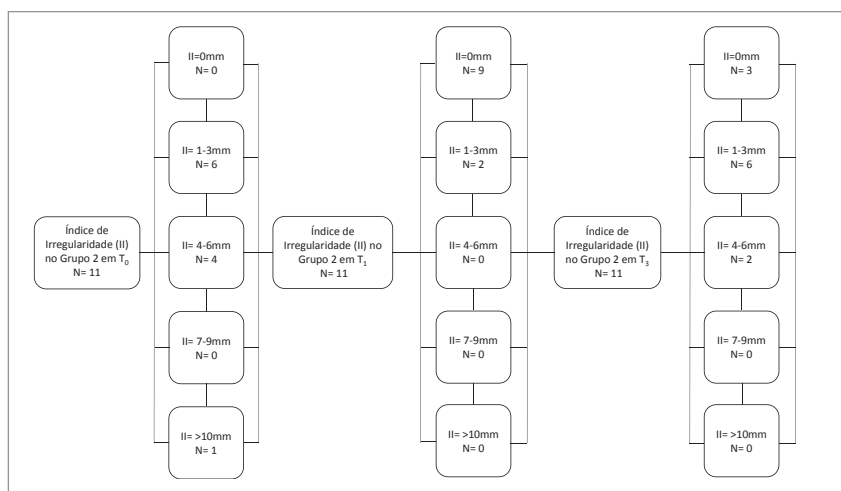 Índice de
Irregularidade (II)
no Grupo 2 em T0
N= 11
II=0mm
N= 0
II= 1-3mm
N= 6
II= 4-6mm
N= 4
II= 7-9mm
N= 0
II= >10mm
N= 1
Índice de
Irregularidade (II) no
Grupo 2 em T1
N= 11
II=0mm
N= 9
II= 1-3mm
N= 2
II= 4-6mm
N= 0
II= 7-9mm
N= 0
II= >10mm
N= 0
Índice de
Irregularidade (II)
no Grupo 2 em T3
N= 11
II=0mm
N= 3
II= 1-3mm
N= 6
II= 4-6mm
N= 2
II= 7-9mm
N= 0
II= >10mm
N= 0